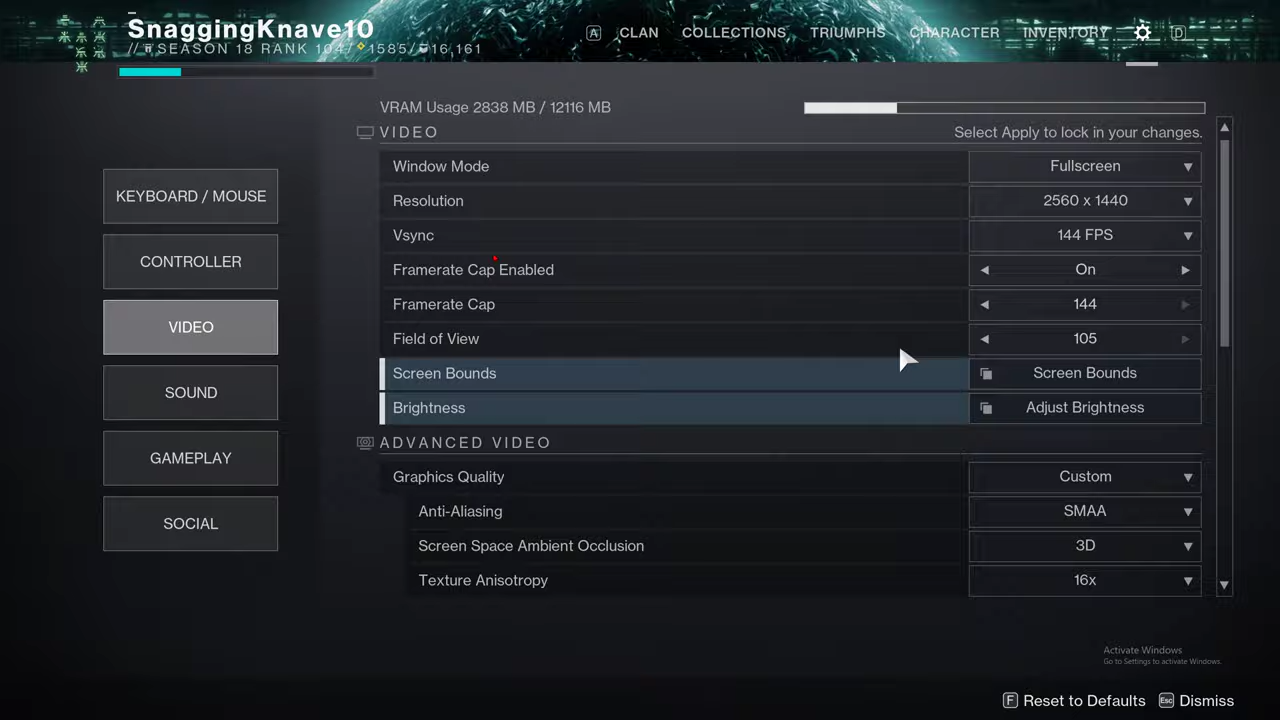 SnaggingKnave10
// SEASON 18 RANK 104/ 1585/ 16,161
A CLAN COLLECTIONS TRIUMPHS CHARACTER INVENTORY D
VRAM Usage 2838 MB / 12116 MB
VIDEO
Select Apply to lock in your changes.
Window Mode Fullscreen
Resolution 2560 x 1440
Vsync 144 FPS
Framerate Cap Enabled On
Framerate Cap 144
Field of View 105
Screen Bounds Screen Bounds
Brightness Adjust Brightness
ADVANCED VIDEO
Graphics Quality Custom
Anti-Aliasing SMAA
Screen Space Ambient Occlusion 3D
Texture Anisotropy 16x
KEYBOARD / MOUSE
CONTROLLER
VIDEO
SOUND
GAMEPLAY
SOCIAL
Activate Windows
Go to Settings to activate Windows.
F Reset to Defaults Esc Dismiss